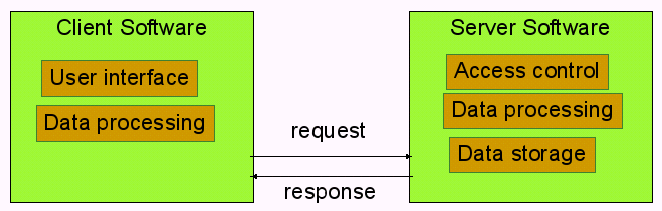 Client Software
User interface
Data processing
request
response
Server Software
Access control
Data processing
Data storage